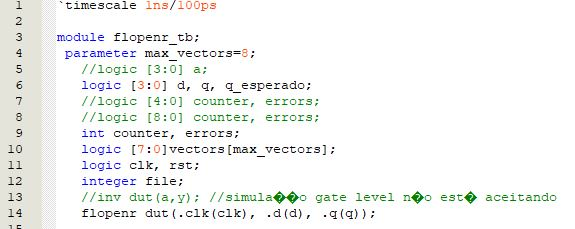 1 `timescale 1ns/100ps
2
3 module flopenr_tb;
4 parameter max_vectors=8;
5 //logic [3:0] a;
6 logic [3:0] d, q, q_esperado;
7 //logic [4:0] counter, errors;
8 //logic [8:0] counter, errors;
9 int counter, errors;
10 logic [7:0]vectors[max_vectors];
11 logic clk, rst;
12 integer file;
13 //inv dut(a,y); //simula��o gate level n�o est� aceitando
14 flopenr dut(.clk(clk), .d(d), .q(q));